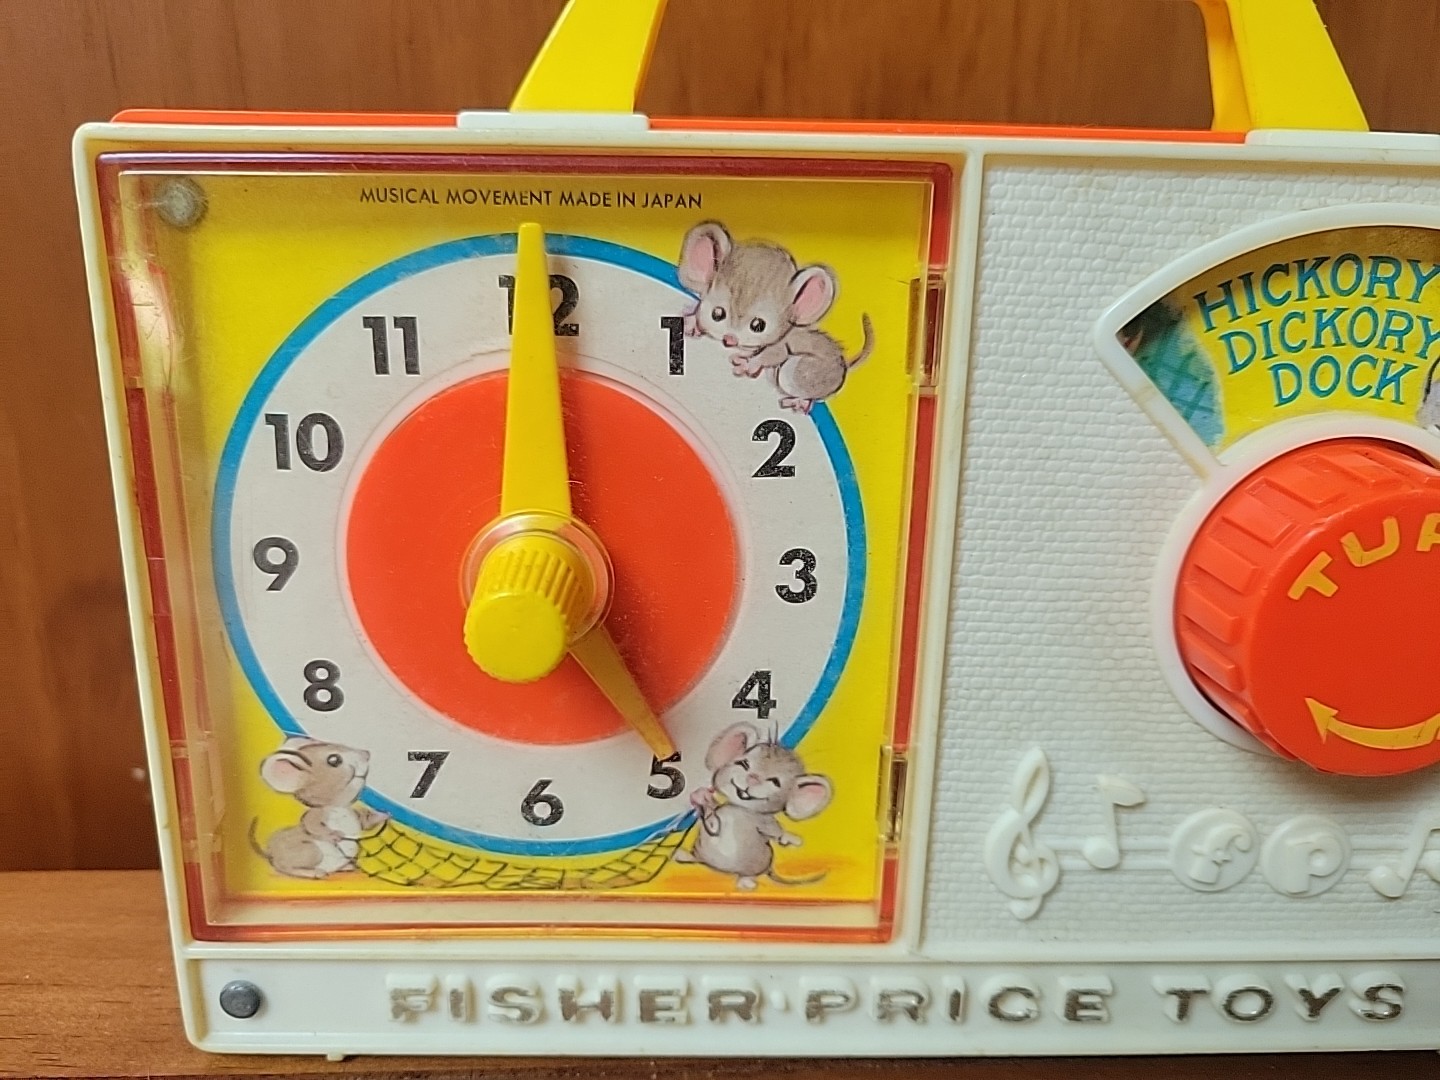 MUSICAL MOVEMENT MADE IN JAPAN
12
11
1
10
2
9
3
8
4
7
5
6
HICKORY
DICKORY
DOCK
fp
FISHER·PRICE TOYS